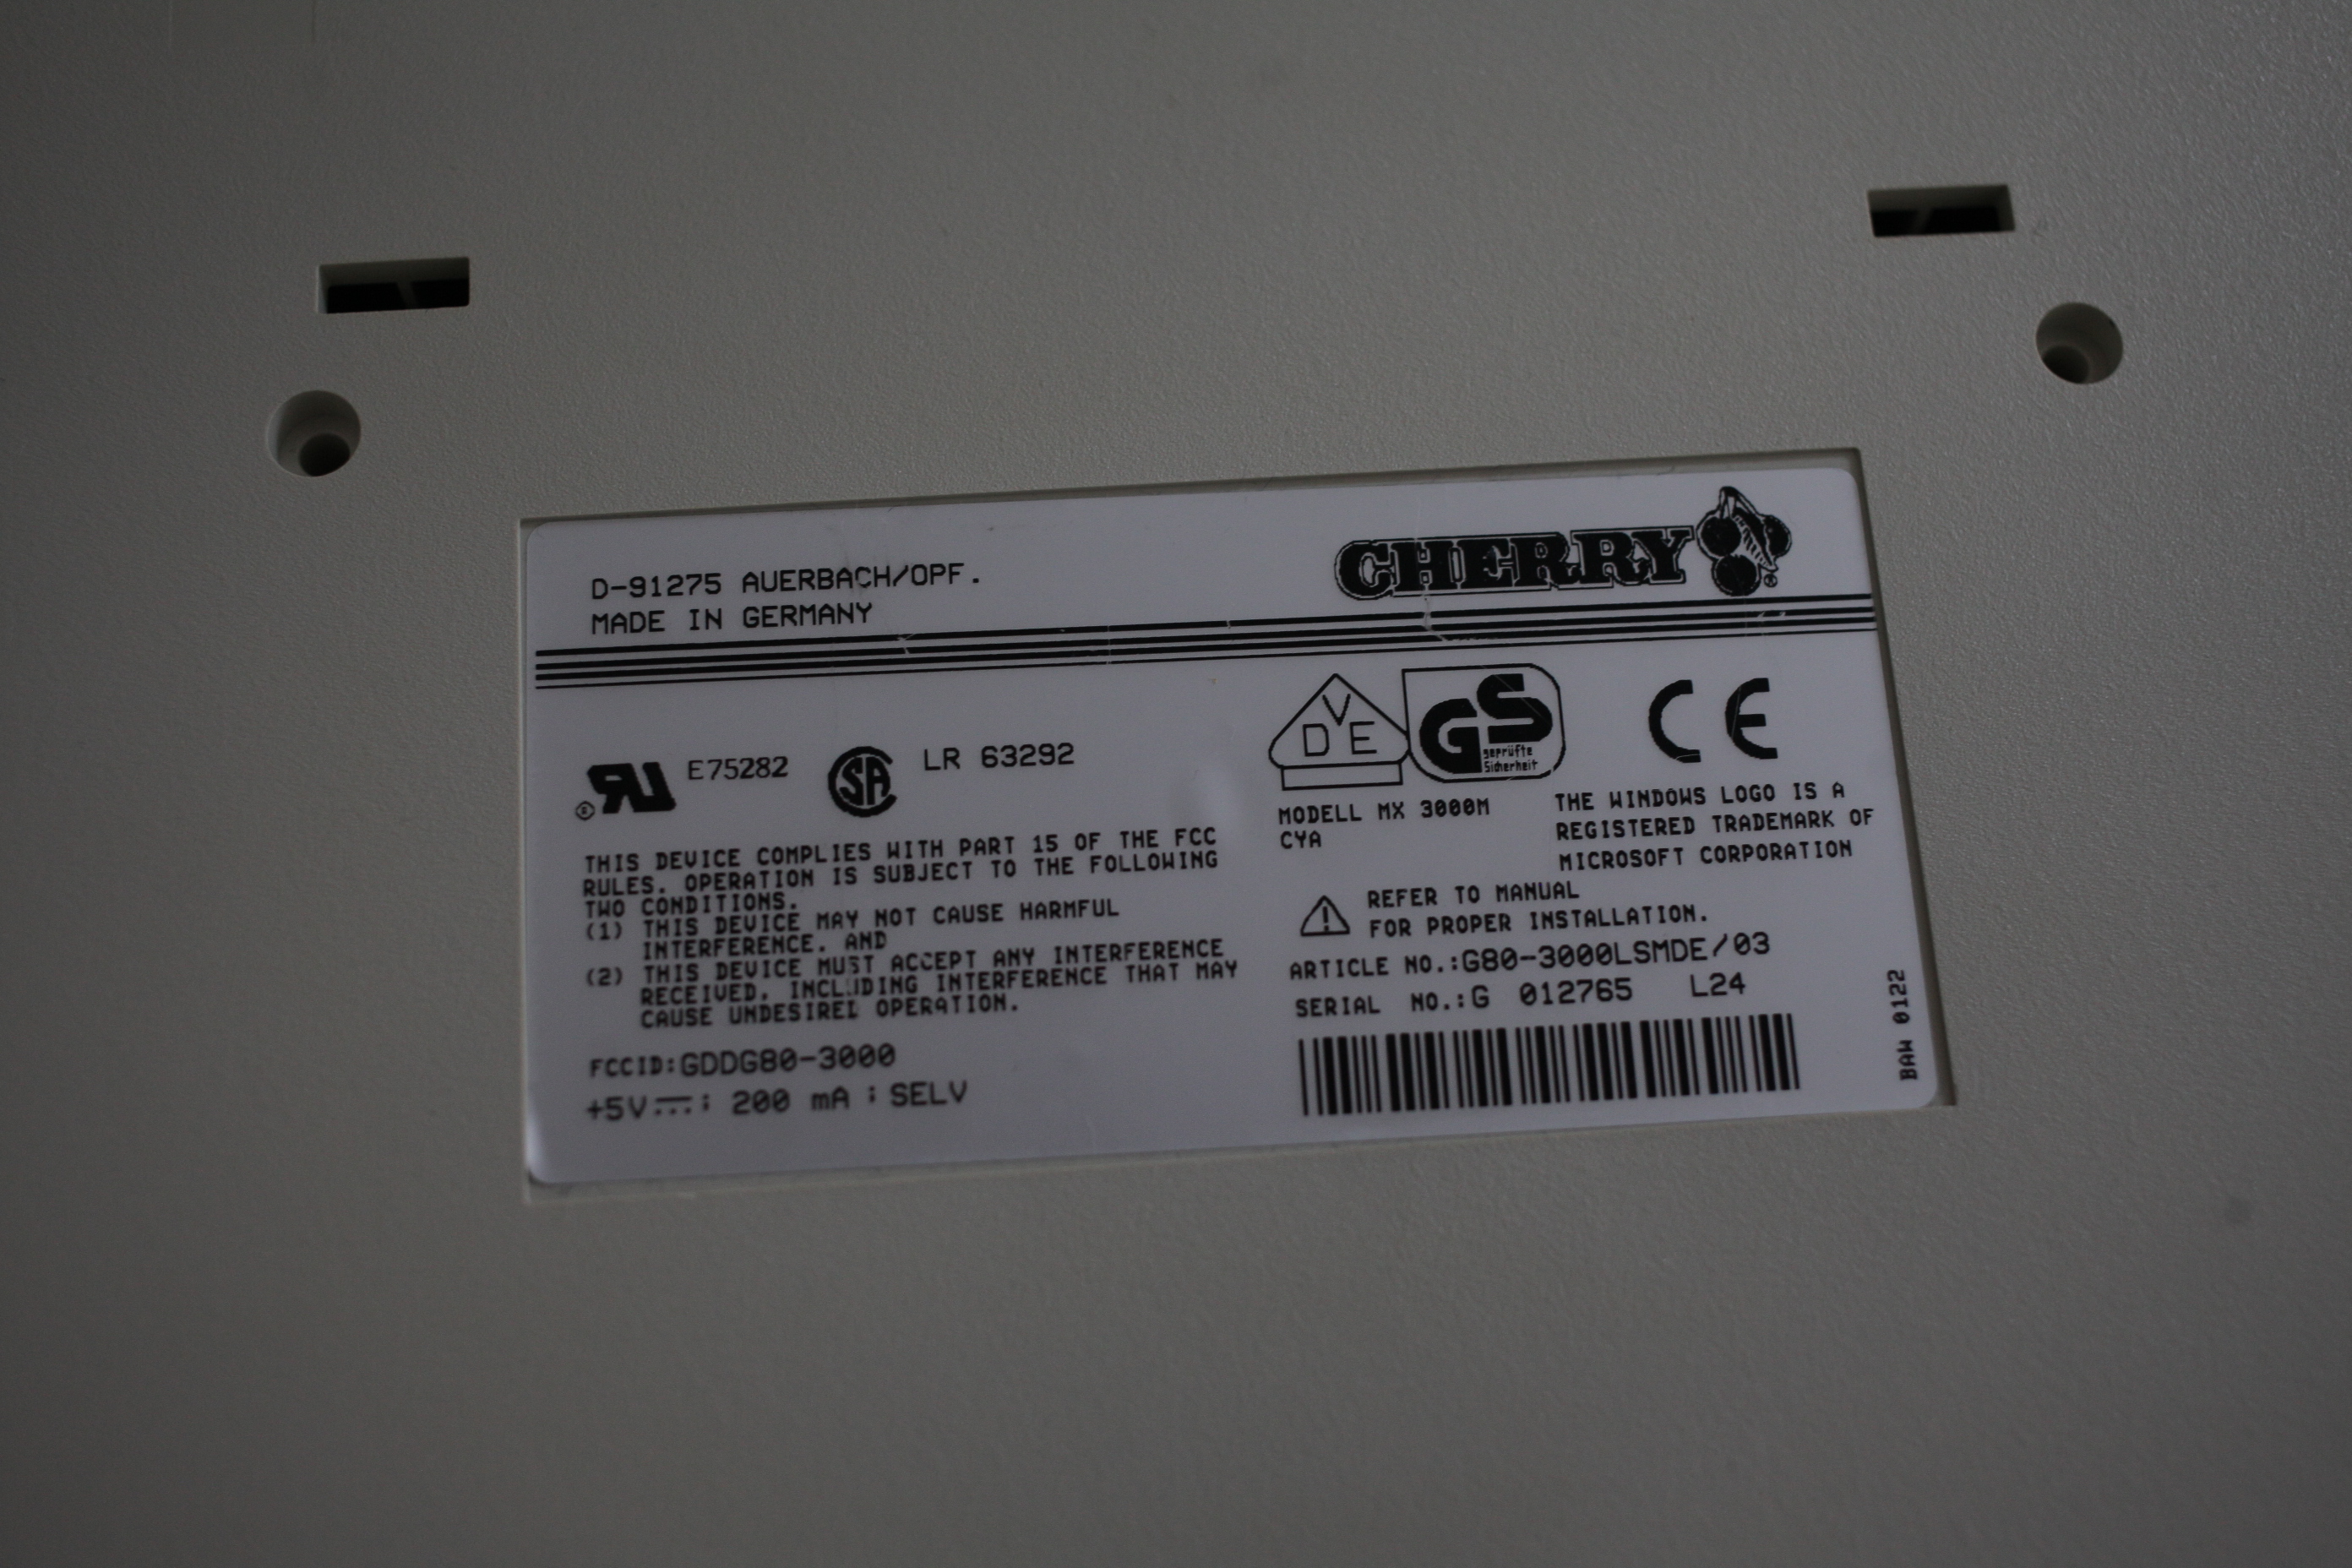 D-91275 AUERBACH/OPF.
MADE IN GERMANY
CHERRY
®
E75282
LR 63292
THIS DEVICE COMPLIES WITH PART 15 OF THE FCC
RULES. OPERATION IS SUBJECT TO THE FOLLOWING
TWO CONDITIONS.
(1) THIS DEVICE MAY NOT CAUSE HARMFUL
INTERFERENCE. AND
(2) THIS DEVICE MUST ACCEPT ANY INTERFERENCE
RECEIVED. INCLUDING INTERFERENCE THAT MAY
CAUSE UNDESIRED OPERATION.
FCCID:GDDG80-3000
+5V⎓; 200 mA ; SELV
VDE
GS
geprüfte
Sicherheit
CE
MODELL MX 3000M
CYA
THE WINDOWS LOGO IS A
REGISTERED TRADEMARK OF
MICROSOFT CORPORATION
REFER TO MANUAL
FOR PROPER INSTALLATION.
ARTICLE NO.:G80-3000LSMDE/03
SERIAL NO.:G 012765 L24
BAW 0122